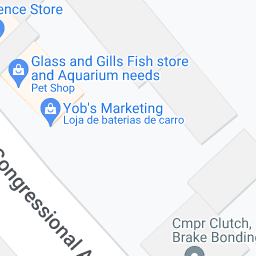 ence Store
Glass and Gills Fish store
and Aquarium needs
Pet Shop
Yob's Marketing
Loja de baterias de carro
Congressional A
Cmpr Clutch,
Brake Bondin